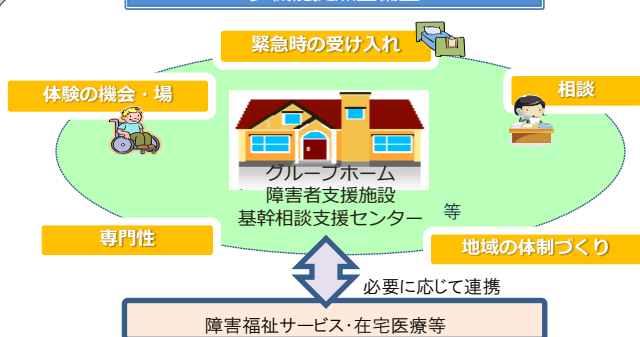 緊急時の受け入れ
体験の機会・場
相談
グループホーム
障害者支援施設
基幹相談支援センター 等
専門性
地域の体制づくり
必要に応じて連携
障害福祉サービス・在宅医療等